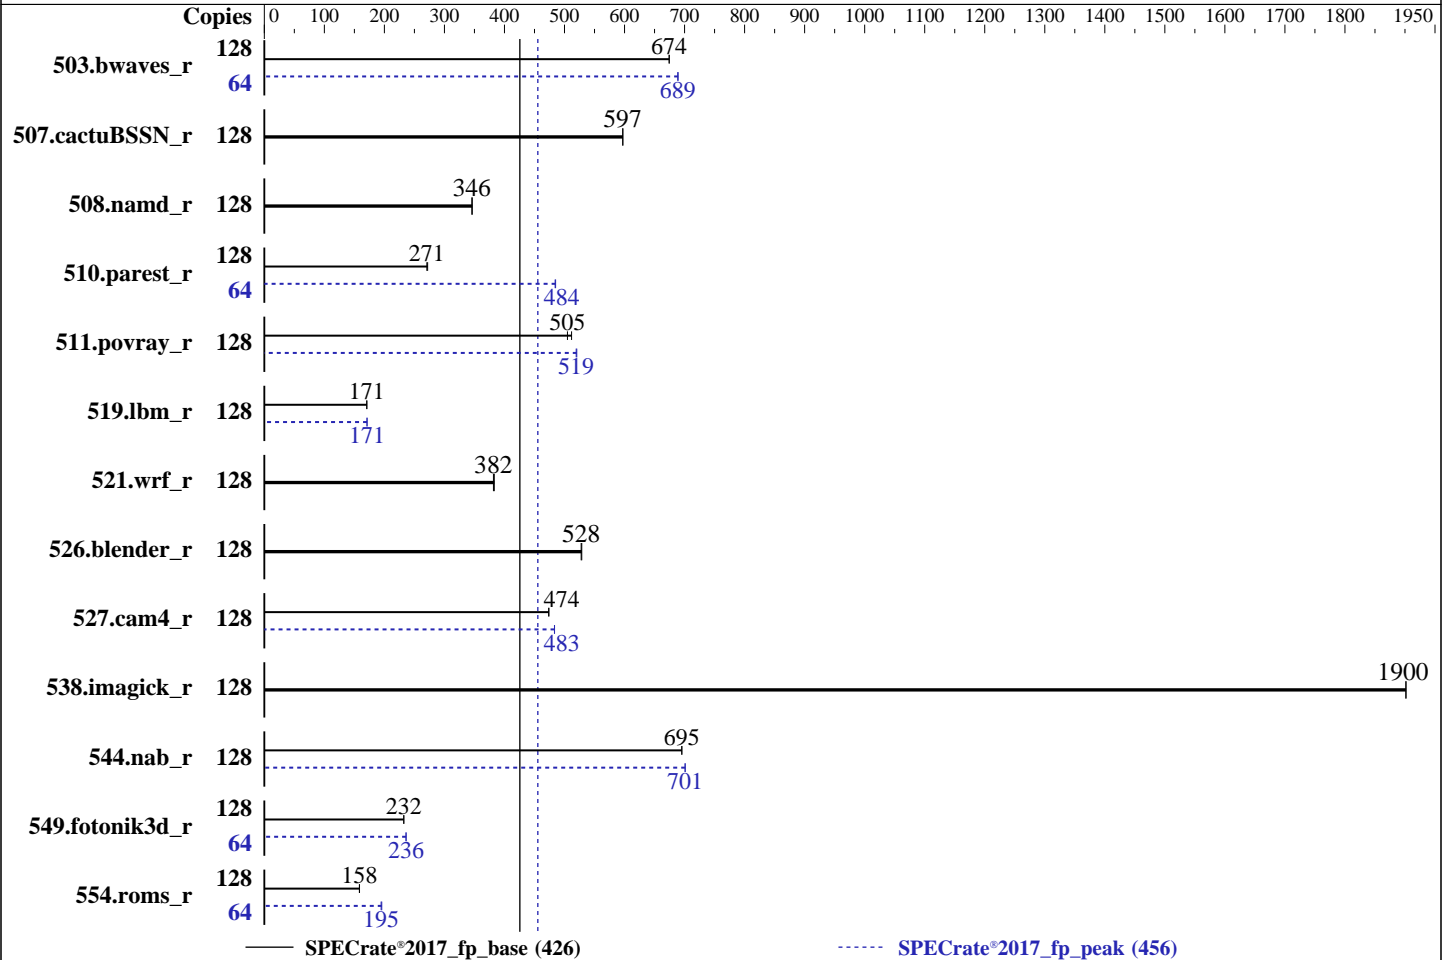 Copies 0 100 200 300 400 500 600 700 800 900 1000 1100 1200 1300 1400 1500 1600 1700 1800 1950
503.bwaves_r 128 674
64 689
507.cactuBSSN_r 128 597
508.namd_r 128 346
510.parest_r 128 271
64 484
511.povray_r 128 505
519
519.lbm_r 128 171
171
521.wrf_r 128 382
526.blender_r 128 528
527.cam4_r 128 474
483
538.imagick_r 128 1900
544.nab_r 128 695
701
549.fotonik3d_r 128 232
64 236
554.roms_r 128 158
64 195
SPECrate®2017_fp_base (426) SPECrate®2017_fp_peak (456)